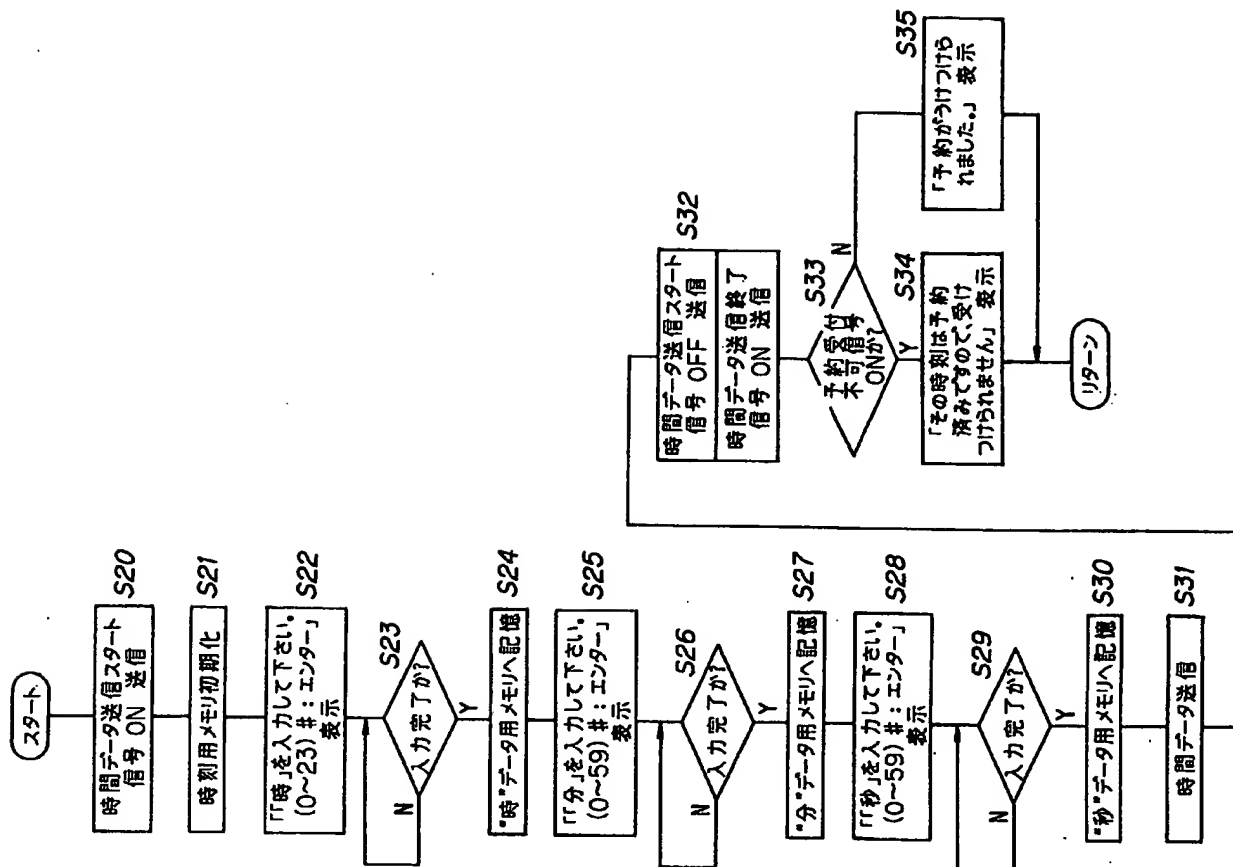 スタート
時間データ送信スタート
信号 ON 送信
S20
時刻用メモリ初期化
S21
「「時」を入力して下さい。
(0~23) #:エンター」
表示
S22
入力完了か?
S23
N
Y
"時"データ用メモリへ記憶
S24
「「分」を入力して下さい。
(0~59) #:エンター」
表示
S25
入力完了か?
S26
N
Y
"分"データ用メモリへ記憶
S27
「「秒」を入力して下さい。
(0~59) #:エンター」
表示
S28
入力完了か?
S29
N
Y
"秒"データ用メモリへ記憶
S30
時間データ送信
S31
時間データ送信スタート
信号 OFF 送信
時間データ送信終了
信号 ON 送信
S32
予約受付
不可信号
ONか?
S33
N
Y
「その時刻は予約
済みですので、受け
つけられません」 表示
S34
「予約がうけつけら
れました。」 表示
S35
リターン